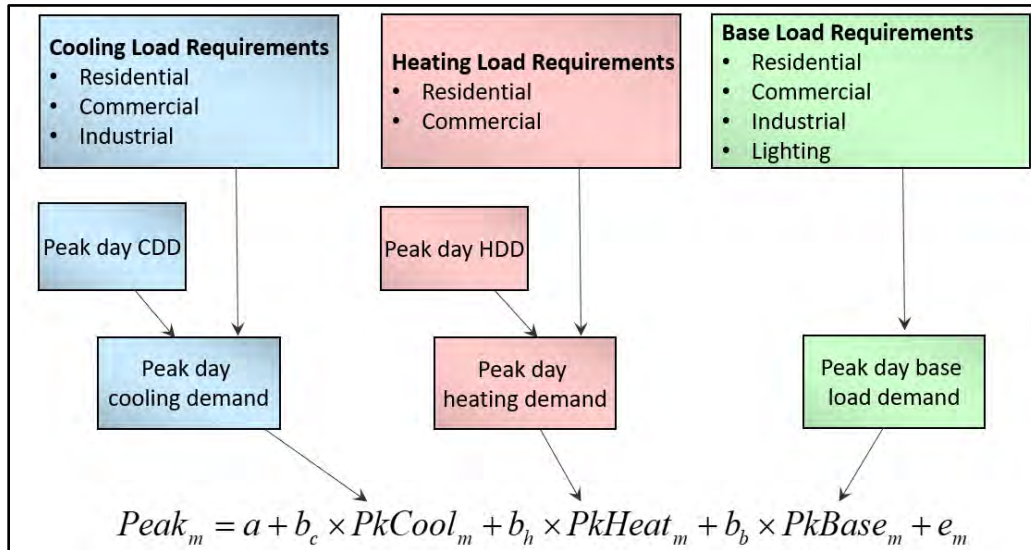 Cooling Load Requirements
• Residential
• Commercial
• Industrial
Heating Load Requirements
• Residential
• Commercial
Base Load Requirements
• Residential
• Commercial
• Industrial
• Lighting
Peak day CDD
Peak day HDD
Peak day
cooling demand
Peak day
heating demand
Peak day base
load demand
Peak_m = a + b_c × PkCool_m + b_h × PkHeat_m + b_b × PkBase_m + e_m